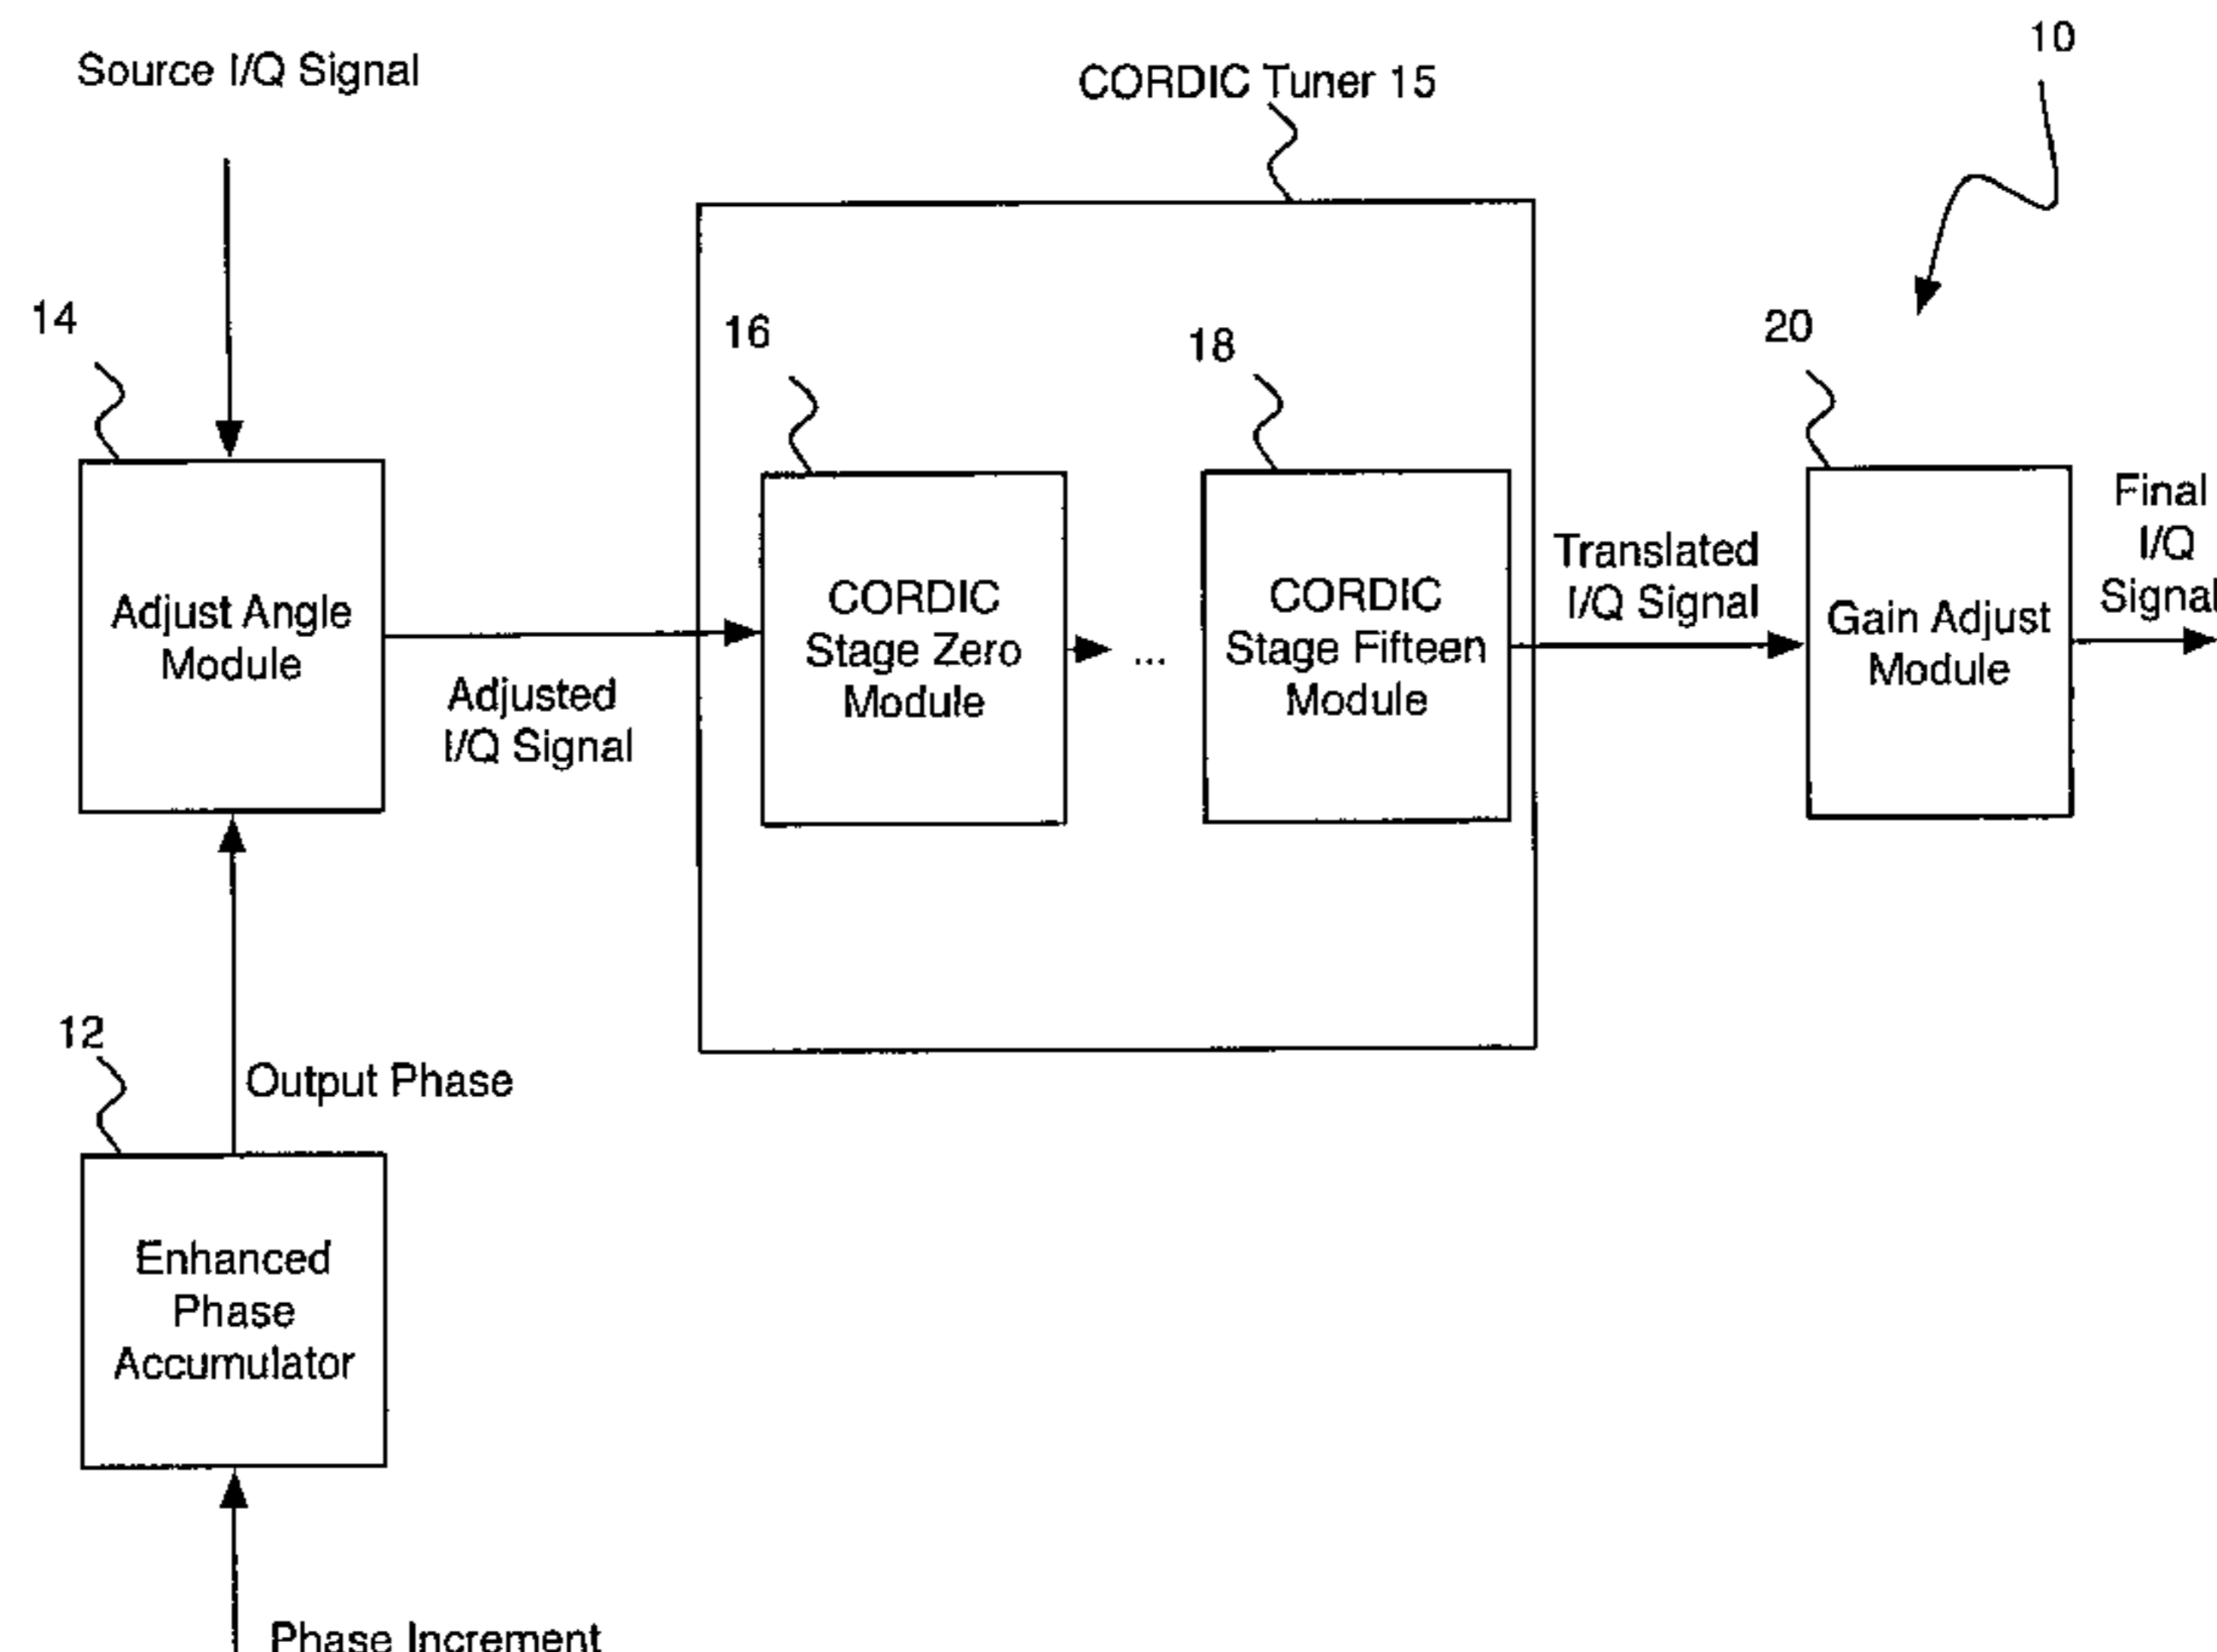 Source I/Q Signal
CORDIC Tuner 15
10
14
16
18
20
Adjust Angle
Module
Adjusted
I/Q Signal
CORDIC
Stage Zero
Module
...
CORDIC
Stage Fifteen
Module
Translated
I/Q Signal
Gain Adjust
Module
Final
I/Q
Signal
12
Output Phase
Enhanced
Phase
Accumulator
Phase Increment